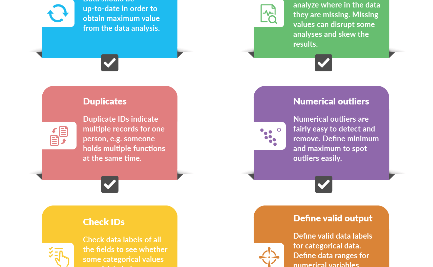 up-to-date in order to
obtain maximum value
from the data analysis.
analyze where in the data
they are missing. Missing
values can disrupt some
analyses and skew the
results.
Duplicates
Duplicate IDs indicate
multiple records for one
person, e.g. someone
holds multiple functions
at the same time.
Numerical outliers
Numerical outliers are
fairly easy to detect and
remove. Define minimum
and maximum to spot
outliers easily.
Check IDs
Check data labels of all
the fields to see whether
some categorical values
Define valid output
Define valid data labels
for categorical data.
Define data ranges for
numerical variables.